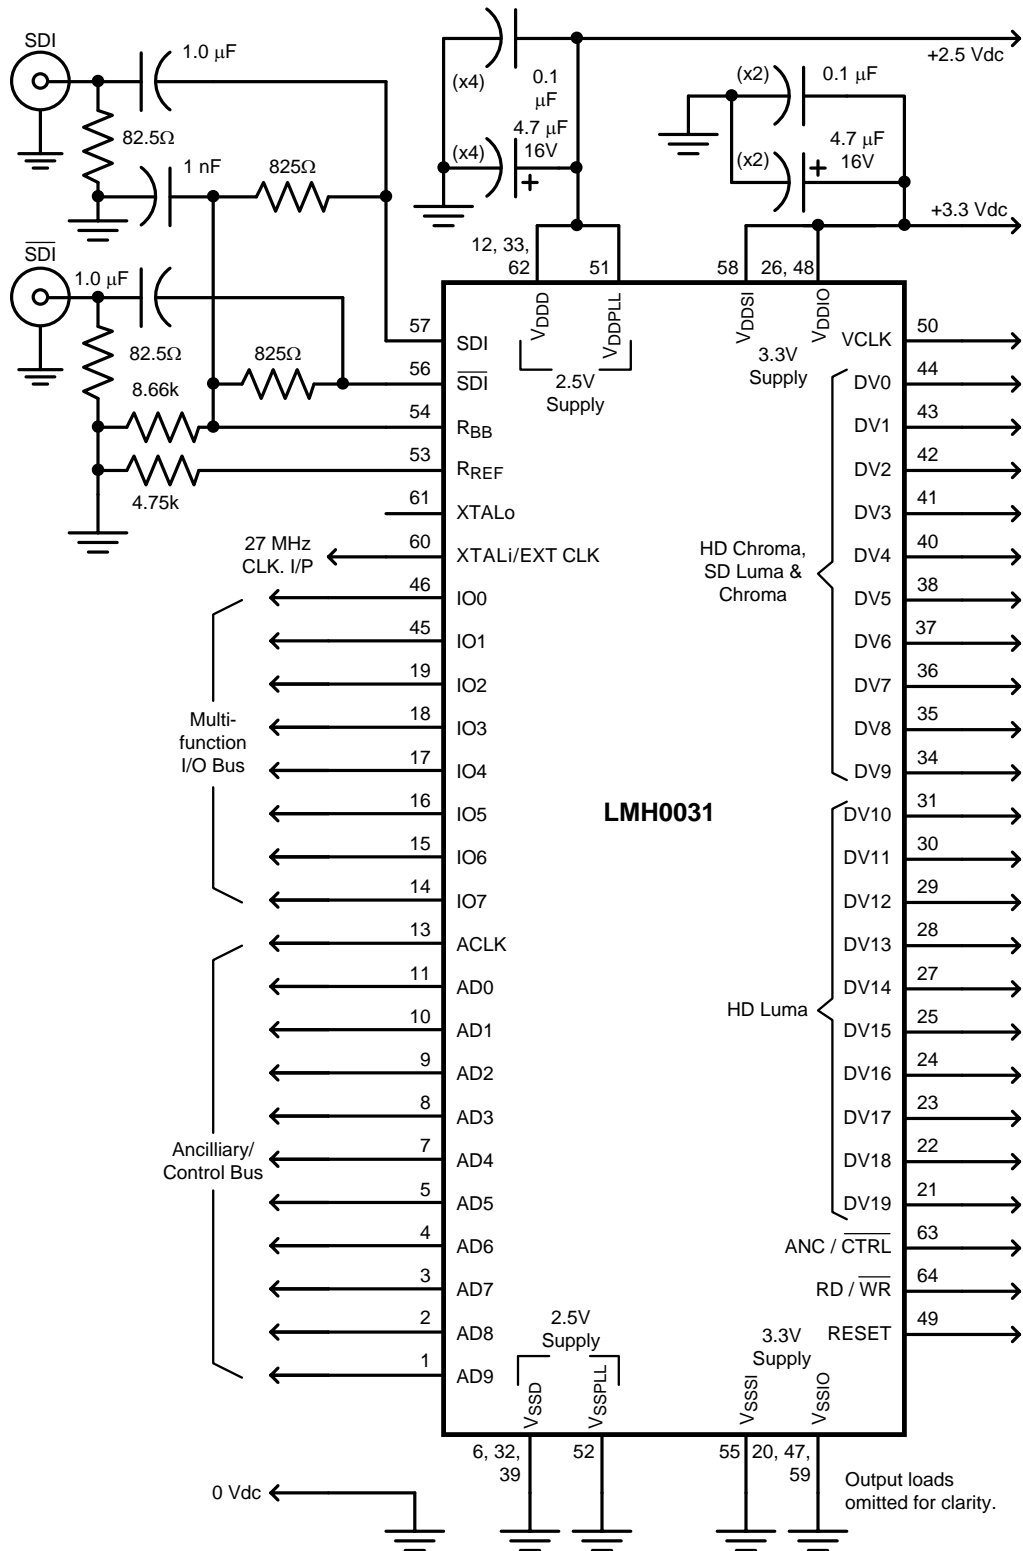 SDI
1.0 µF
82.5Ω
1 nF
825Ω
SDI
1.0 µF
82.5Ω
825Ω
8.66k
4.75k
(x4)
0.1
µF
(x4)
4.7 µF
16V
+
+2.5 Vdc
(x2)
0.1 µF
(x2)
4.7 µF
16V
+
+3.3 Vdc
12, 33,
62
51
58
26, 48
VDDD
VDDPLL
VDDSI
VDDIO
2.5V
Supply
3.3V
Supply
57 SDI
56 SDI
54 RBB
53 RREF
61 XTALo
27 MHz
CLK. I/P
60 XTALi/EXT CLK
46 IO0
45 IO1
19 IO2
18 IO3
17 IO4
16 IO5
15 IO6
14 IO7
Multi-
function
I/O Bus
13 ACLK
11 AD0
10 AD1
9 AD2
8 AD3
7 AD4
5 AD5
4 AD6
3 AD7
2 AD8
1 AD9
Ancilliary/
Control Bus
LMH0031
VCLK 50
DV0 44
DV1 43
DV2 42
DV3 41
DV4 40
DV5 38
DV6 37
DV7 36
DV8 35
DV9 34
HD Chroma,
SD Luma &
Chroma
DV10 31
DV11 30
DV12 29
DV13 28
DV14 27
DV15 25
DV16 24
DV17 23
DV18 22
DV19 21
HD Luma
ANC / CTRL 63
RD / WR 64
RESET 49
2.5V
Supply
3.3V
Supply
VSSD
VSSPLL
VSSSI
VSSIO
6, 32,
39
52
55
20, 47,
59
0 Vdc
Output loads
omitted for clarity.